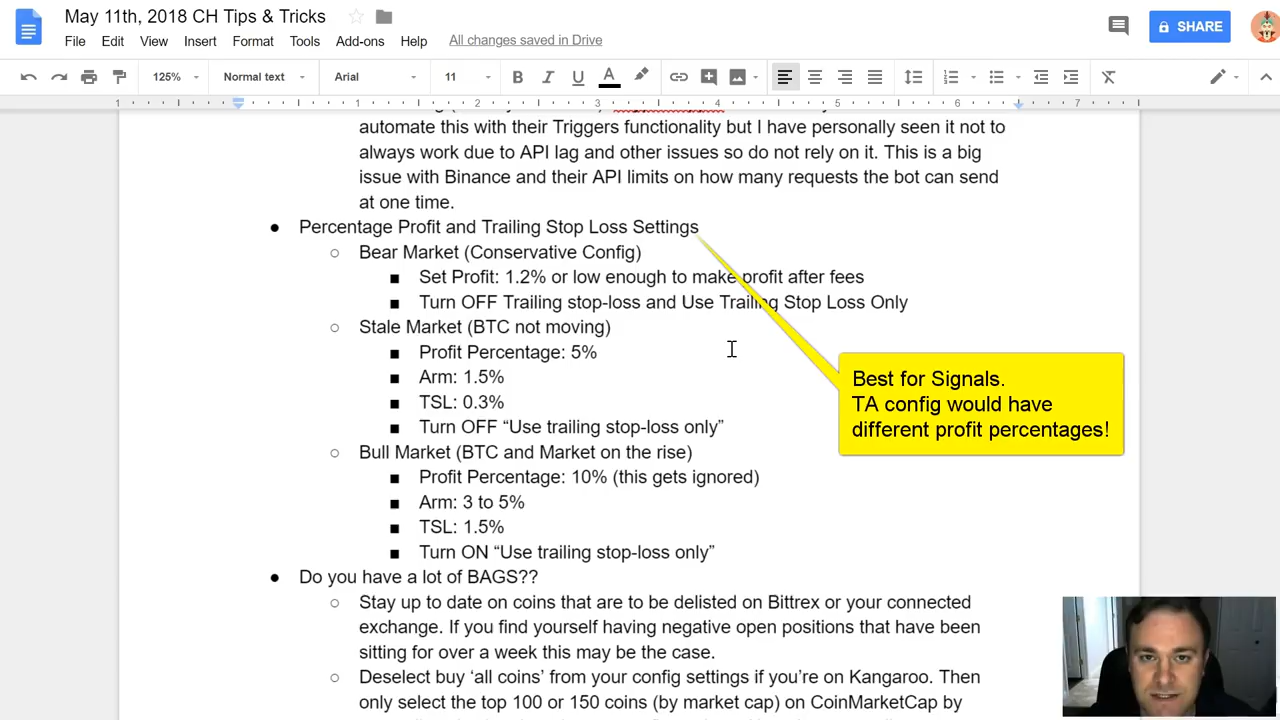 May 11th, 2018 CH Tips & Tricks
File Edit View Insert Format Tools Add-ons Help All changes saved in Drive
SHARE
125% Normal text Arial 11
1 1 2 3 4 5 6 7
automate this with their Triggers functionality but I have personally seen it not to
always work due to API lag and other issues so do not rely on it. This is a big
issue with Binance and their API limits on how many requests the bot can send
at one time.
● Percentage Profit and Trailing Stop Loss Settings
○ Bear Market (Conservative Config)
■ Set Profit: 1.2% or low enough to make profit after fees
■ Turn OFF Trailing stop-loss and Use Trailing Stop Loss Only
○ Stale Market (BTC not moving)
■ Profit Percentage: 5%
■ Arm: 1.5%
■ TSL: 0.3%
■ Turn OFF “Use trailing stop-loss only”
Best for Signals.
TA config would have
different profit percentages!
○ Bull Market (BTC and Market on the rise)
■ Profit Percentage: 10% (this gets ignored)
■ Arm: 3 to 5%
■ TSL: 1.5%
■ Turn ON “Use trailing stop-loss only”
● Do you have a lot of BAGS??
○ Stay up to date on coins that are to be delisted on Bittrex or your connected
exchange. If you find yourself having negative open positions that have been
sitting for over a week this may be the case.
○ Deselect buy ‘all coins’ from your config settings if you’re on Kangaroo. Then
only select the top 100 or 150 coins (by market cap) on CoinMarketCap by